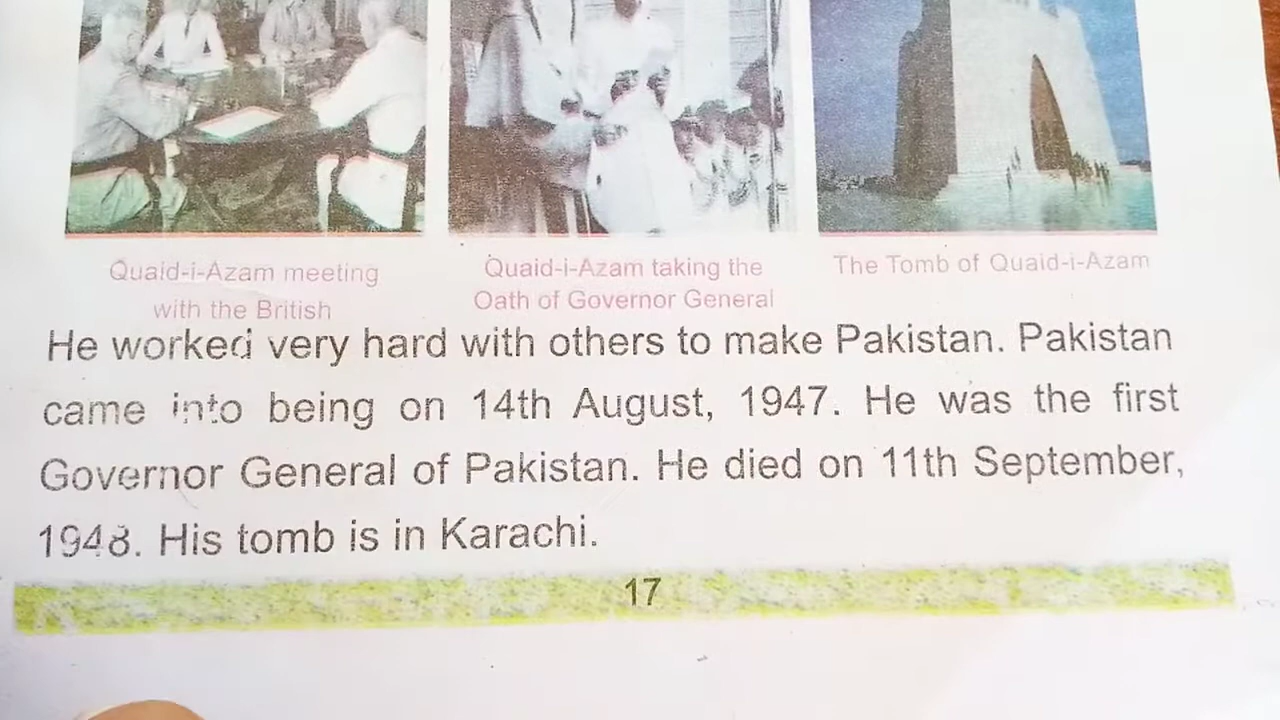 Quaid-i-Azam meeting
with the British
Quaid-i-Azam taking the
Oath of Governor General
The Tomb of Quaid-i-Azam
He worked very hard with others to make Pakistan. Pakistan
came into being on 14th August, 1947. He was the first
Governor General of Pakistan. He died on 11th September,
1948. His tomb is in Karachi.
17